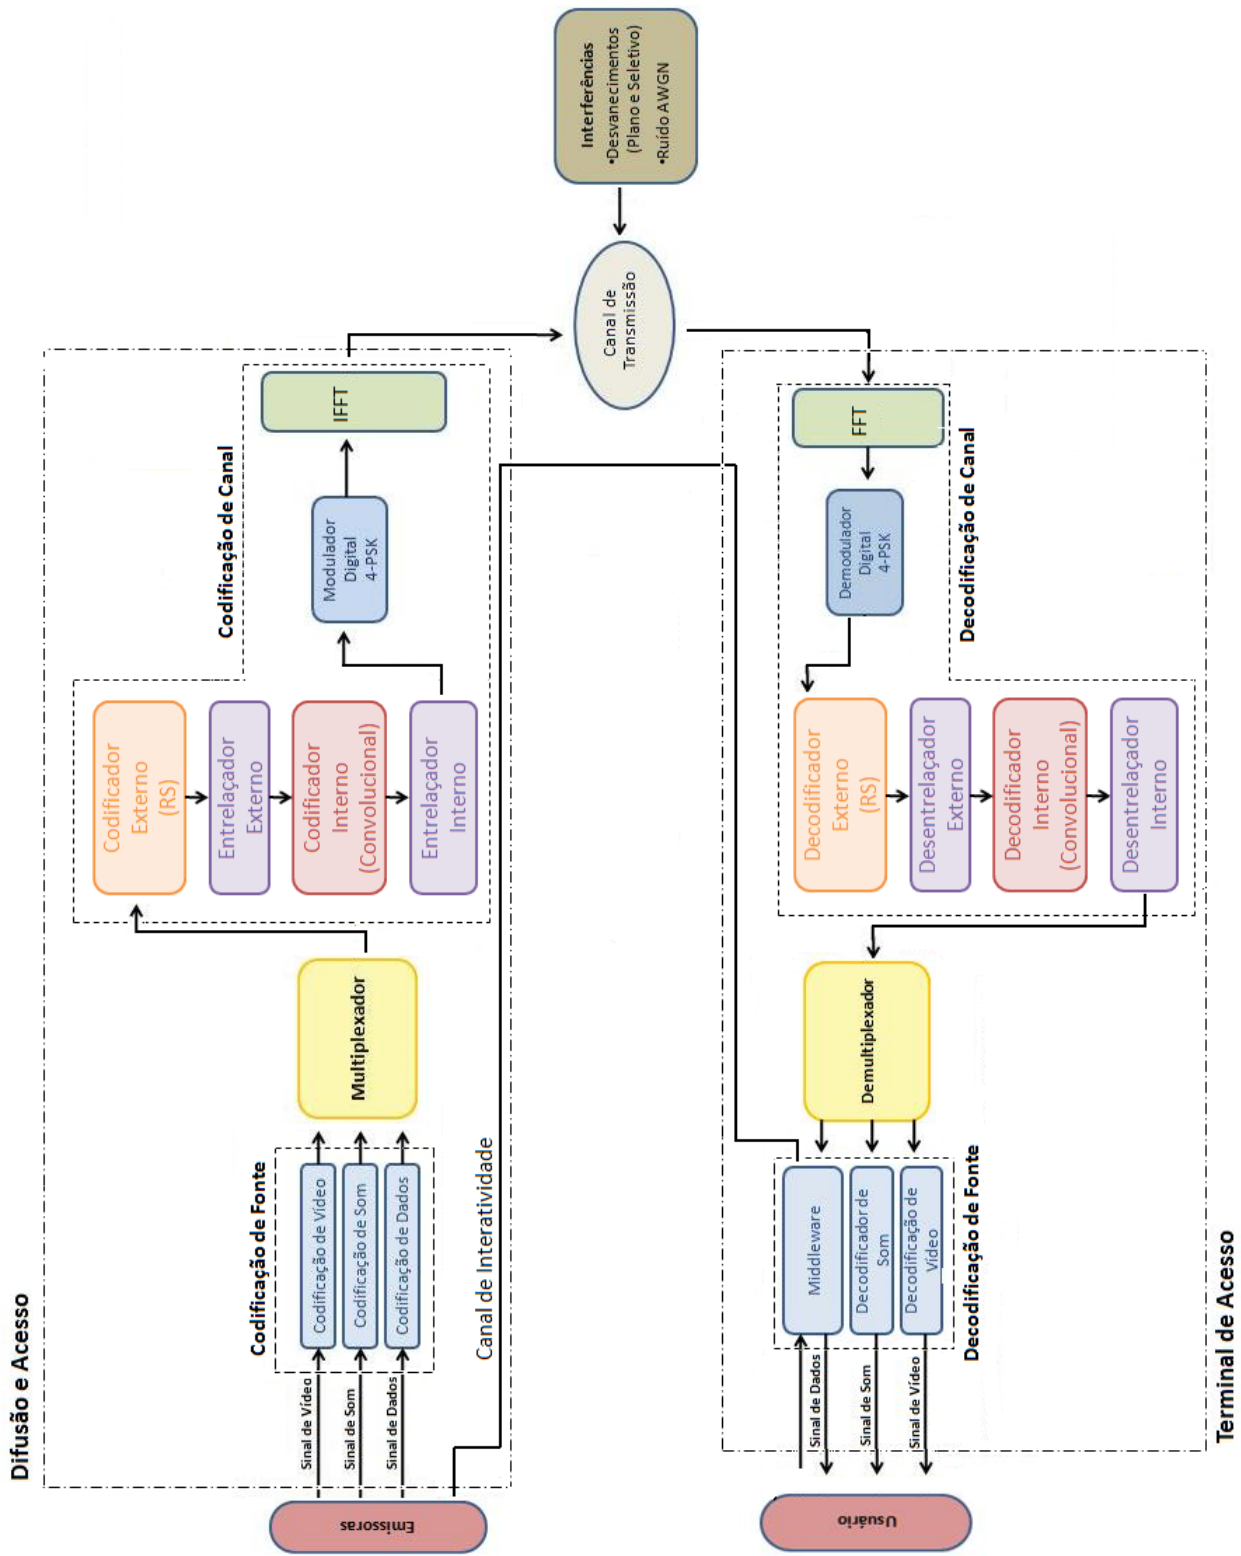 Difusão e Acesso
Emissoras
Sinal de Vídeo
Sinal de Som
Sinal de Dados
Codificação de Fonte
Codificação de Vídeo
Codificação de Som
Codificação de Dados
Canal de Interatividade
Multiplexador
Codificação de Canal
Codificador
Externo
(RS)
Entrelaçador
Externo
Codificador
Interno
(Convolucional)
Entrelaçador
Interno
Modulador
Digital
4-PSK
IFFT
Canal de
Transmissão
Interferências
•Desvanecimentos
(Plano e Seletivo)
•Ruído AWGN
FFT
Demodulador
Digital
4-PSK
Decodificação de Canal
Decodificador
Externo
(RS)
Desentrelaçador
Externo
Decodificador
Interno
(Convolucional)
Desentrelaçador
Interno
Demultiplexador
Middleware
Decodificador de
Som
Decodificação de
Vídeo
Decodificação de Fonte
Sinal de Dados
Sinal de Som
Sinal de Vídeo
Usuário
Terminal de Acesso